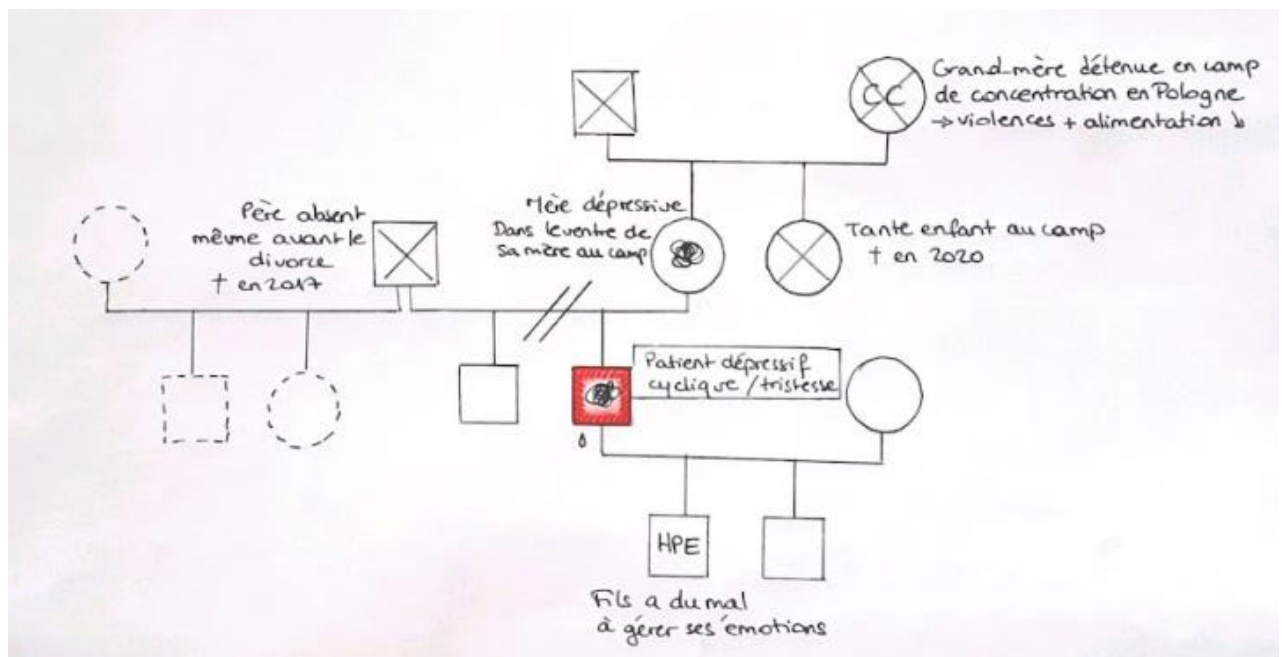 CC
Grand-mère détenue en camp
de concentration en Pologne
→ violences + alimentation ↘
Père absent
même avant le
divorce
† en 2017
Mère dépressive
Dans le ventre de
sa mère au camp
Tante enfant au camp
† en 2020
Patient dépressif
cyclique / tristesse
HPE
Fils a du mal
à gérer ses émotions